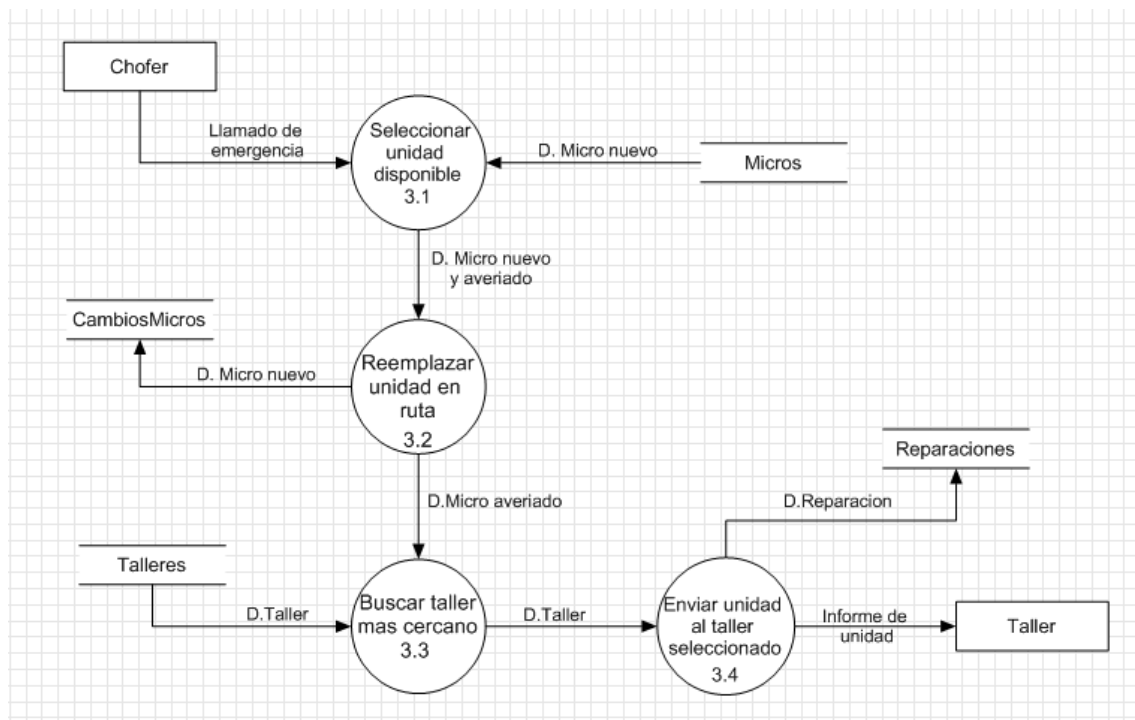 Chofer
Llamado de
emergencia
Seleccionar
unidad
disponible
3.1
D. Micro nuevo
Micros
D. Micro nuevo
y averiado
CambiosMicros
D. Micro nuevo
Reemplazar
unidad en
ruta
3.2
D.Micro averiado
Reparaciones
D.Reparacion
Talleres
D.Taller
Buscar taller
mas cercano
3.3
D.Taller
Enviar unidad
al taller
seleccionado
3.4
Informe de
unidad
Taller